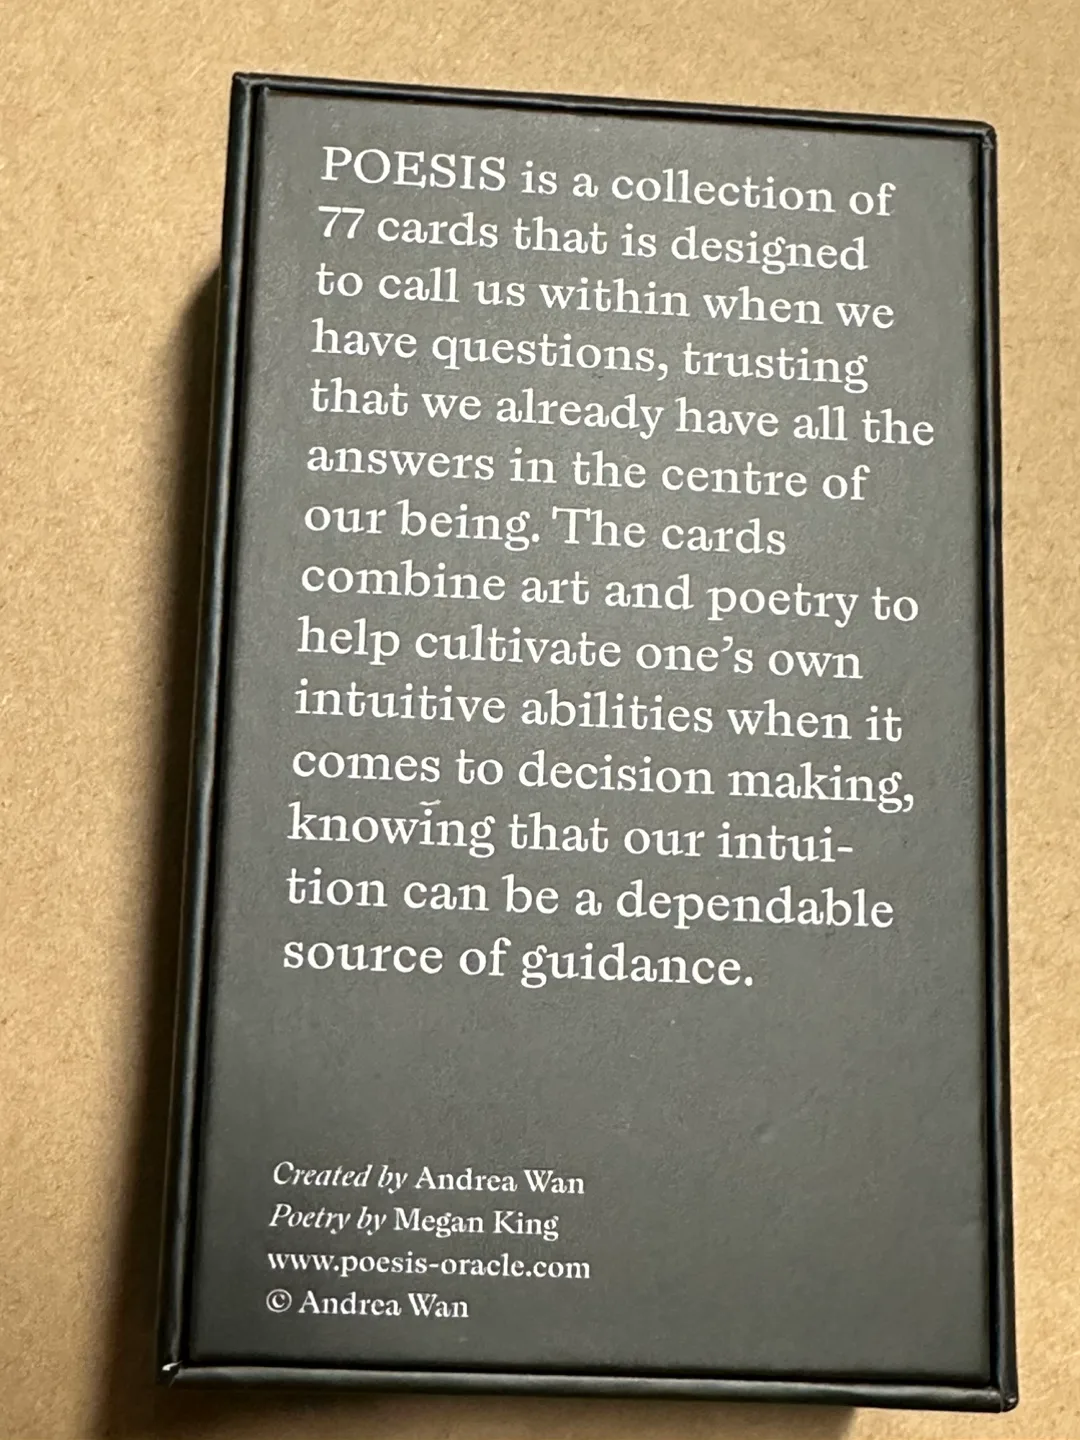 POESIS is a collection of
77 cards that is designed
to call us within when we
have questions, trusting
that we already have all the
answers in the centre of
our being. The cards
combine art and poetry to
help cultivate one’s own
intuitive abilities when it
comes to decision making,
knowing that our intui-
tion can be a dependable
source of guidance.
Created by Andrea Wan
Poetry by Megan King
www.poesis-oracle.com
© Andrea Wan